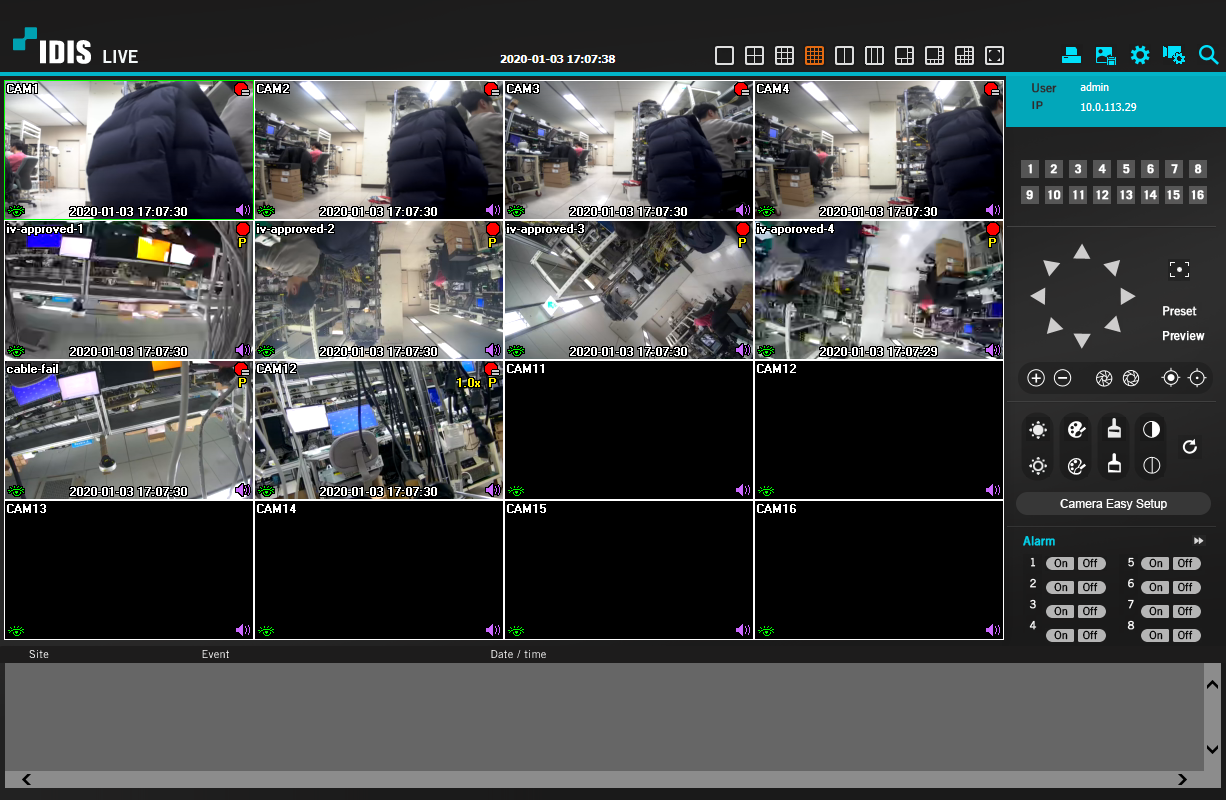 IDIS LIVE
2020-01-03 17:07:38
User admin
IP 10.0.113.29
CAM1 CAM2 CAM3 CAM4
2020-01-03 17:07:30 2020-01-03 17:07:30 2020-01-03 17:07:30 2020-01-03 17:07:30
1 2 3 4 5 6 7 8
9 10 11 12 13 14 15 16
iv-approved-1 iv-approved-2 iv-approved-3 iv-aporoved-4
P P P P
2020-01-03 17:07:30 2020-01-03 17:07:30 2020-01-03 17:07:30 2020-01-03 17:07:29
Preset
Preview
cable-fail CAM12 CAM11 CAM12
P 1.0x P
2020-01-03 17:07:30 2020-01-03 17:07:30
CAM13 CAM14 CAM15 CAM16
Camera Easy Setup
Alarm
1 On Off 5 On Off
2 On Off 6 On Off
3 On Off 7 On Off
4 On Off 8 On Off
Site Event Date / time